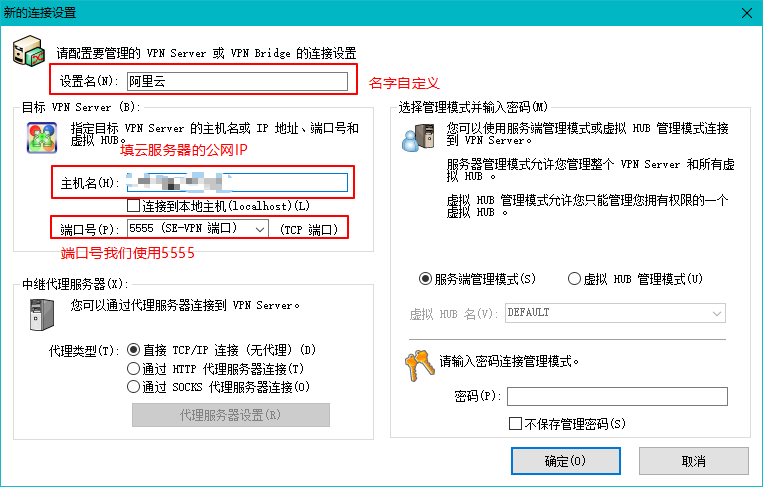 新的连接设置
请配置要管理的 VPN Server 或 VPN Bridge 的连接设置
设置名(N):
阿里云
名字自定义
目标 VPN Server (B):
指定目标 VPN Server 的主机名或 IP 地址、端口号和
虚拟 HUB。
填云服务器的公网IP
主机名(H):
连接到本地主机(localhost)(L)
端口号(P):
5555 (SE-VPN 端口)
(TCP 端口)
端口号我们使用5555
中继代理服务器(X):
您可以通过代理服务器连接到 VPN Server。
代理类型(T):
直接 TCP/IP 连接 (无代理) (D)
通过 HTTP 代理服务器连接(T)
通过 SOCKS 代理服务器连接(O)
代理服务器设置(R)
选择管理模式并输入密码(M)
您可以使用服务端管理模式或虚拟 HUB 管理模式连接
到 VPN Server。
服务器管理模式允许您管理整个 VPN Server 和所有虚
拟 HUB 。
虚拟 HUB 管理模式允许您只能管理您拥有权限的一个
虚拟 HUB 。
服务端管理模式(S)
虚拟 HUB 管理模式(U)
虚拟 HUB 名(V):
DEFAULT
请输入密码连接管理模式。
密码(P):
不保存管理密码(S)
确定(O)
取消